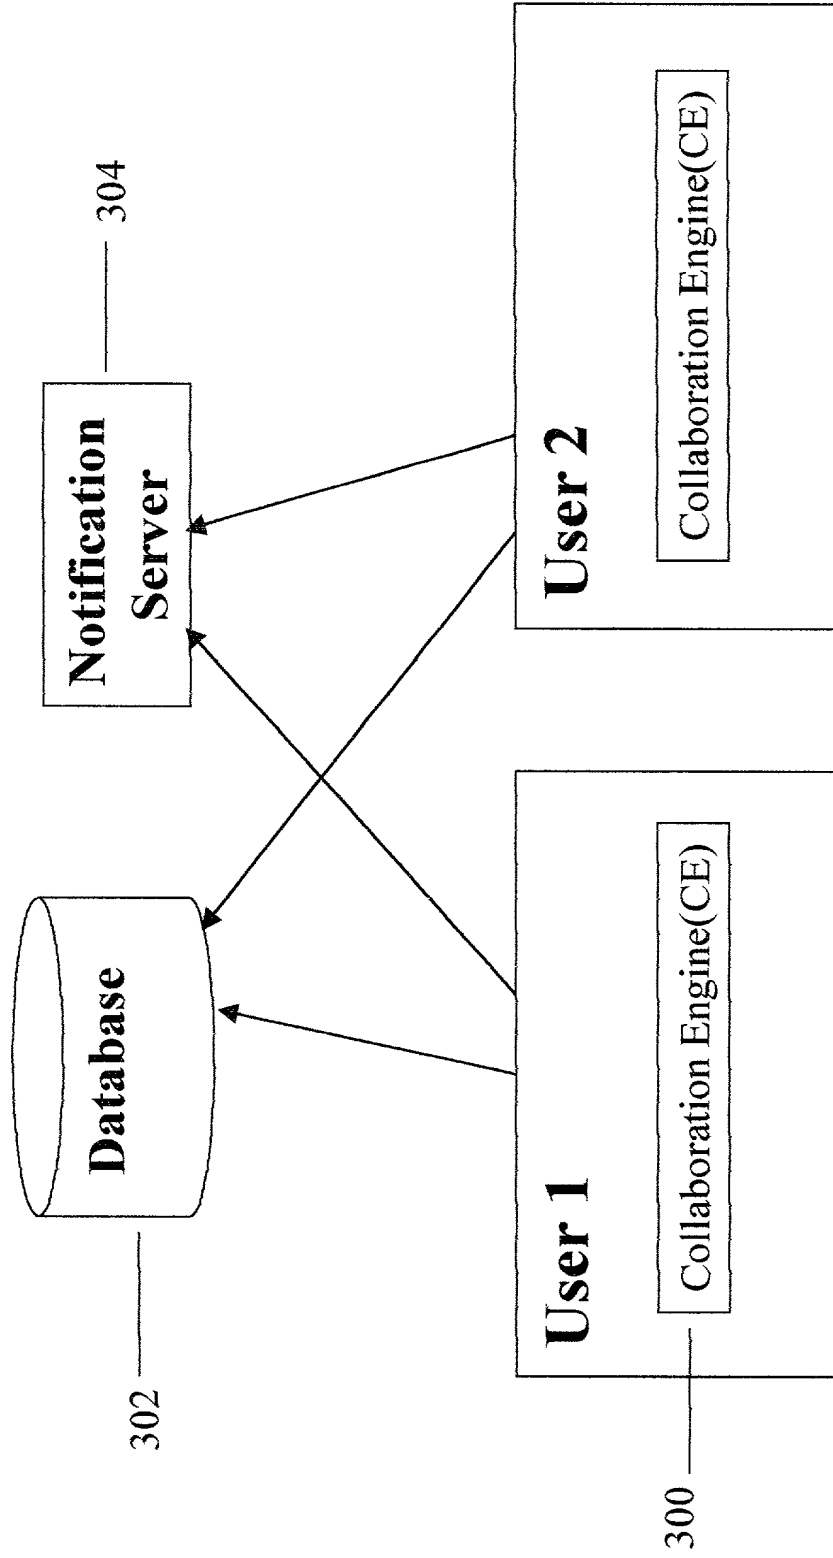 302
Database
Notification
Server
304
User 1
User 2
300
Collaboration Engine(CE)
Collaboration Engine(CE)